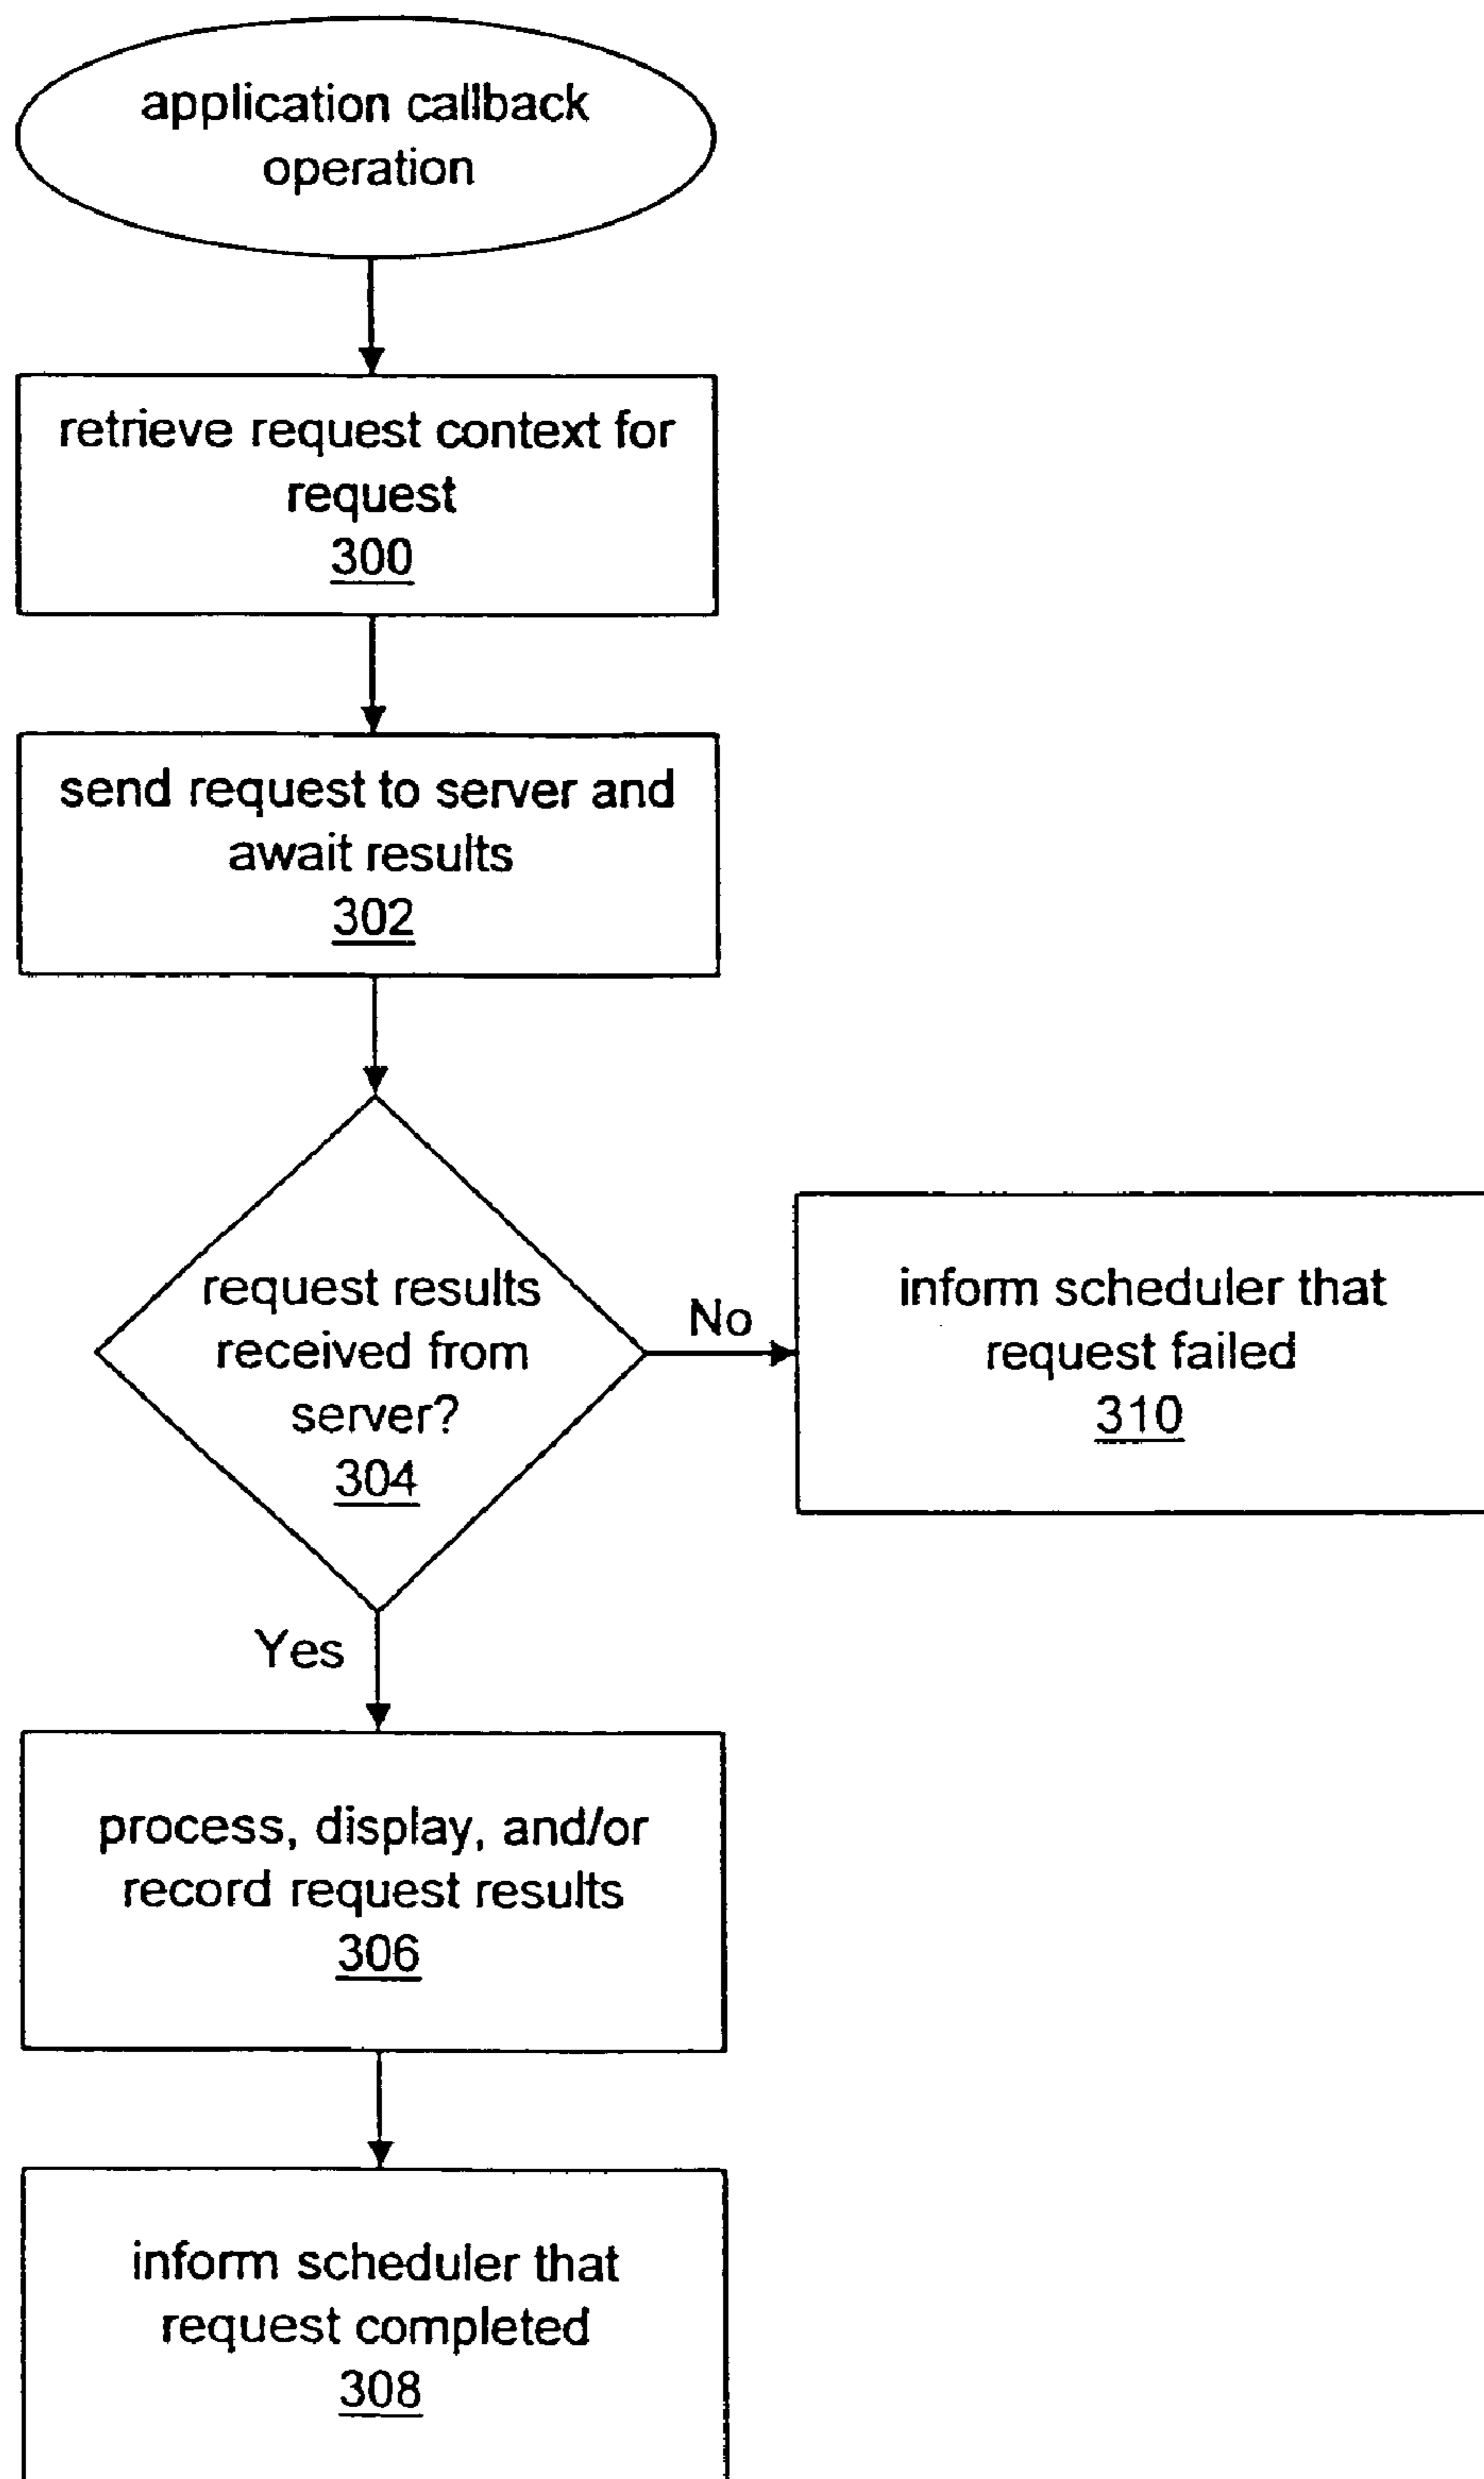 application callback
operation
retrieve request context for
request
300
send request to server and
await results
302
request results
received from
server?
304
No
inform scheduler that
request failed
310
Yes
process, display, and/or
record request results
306
inform scheduler that
request completed
308